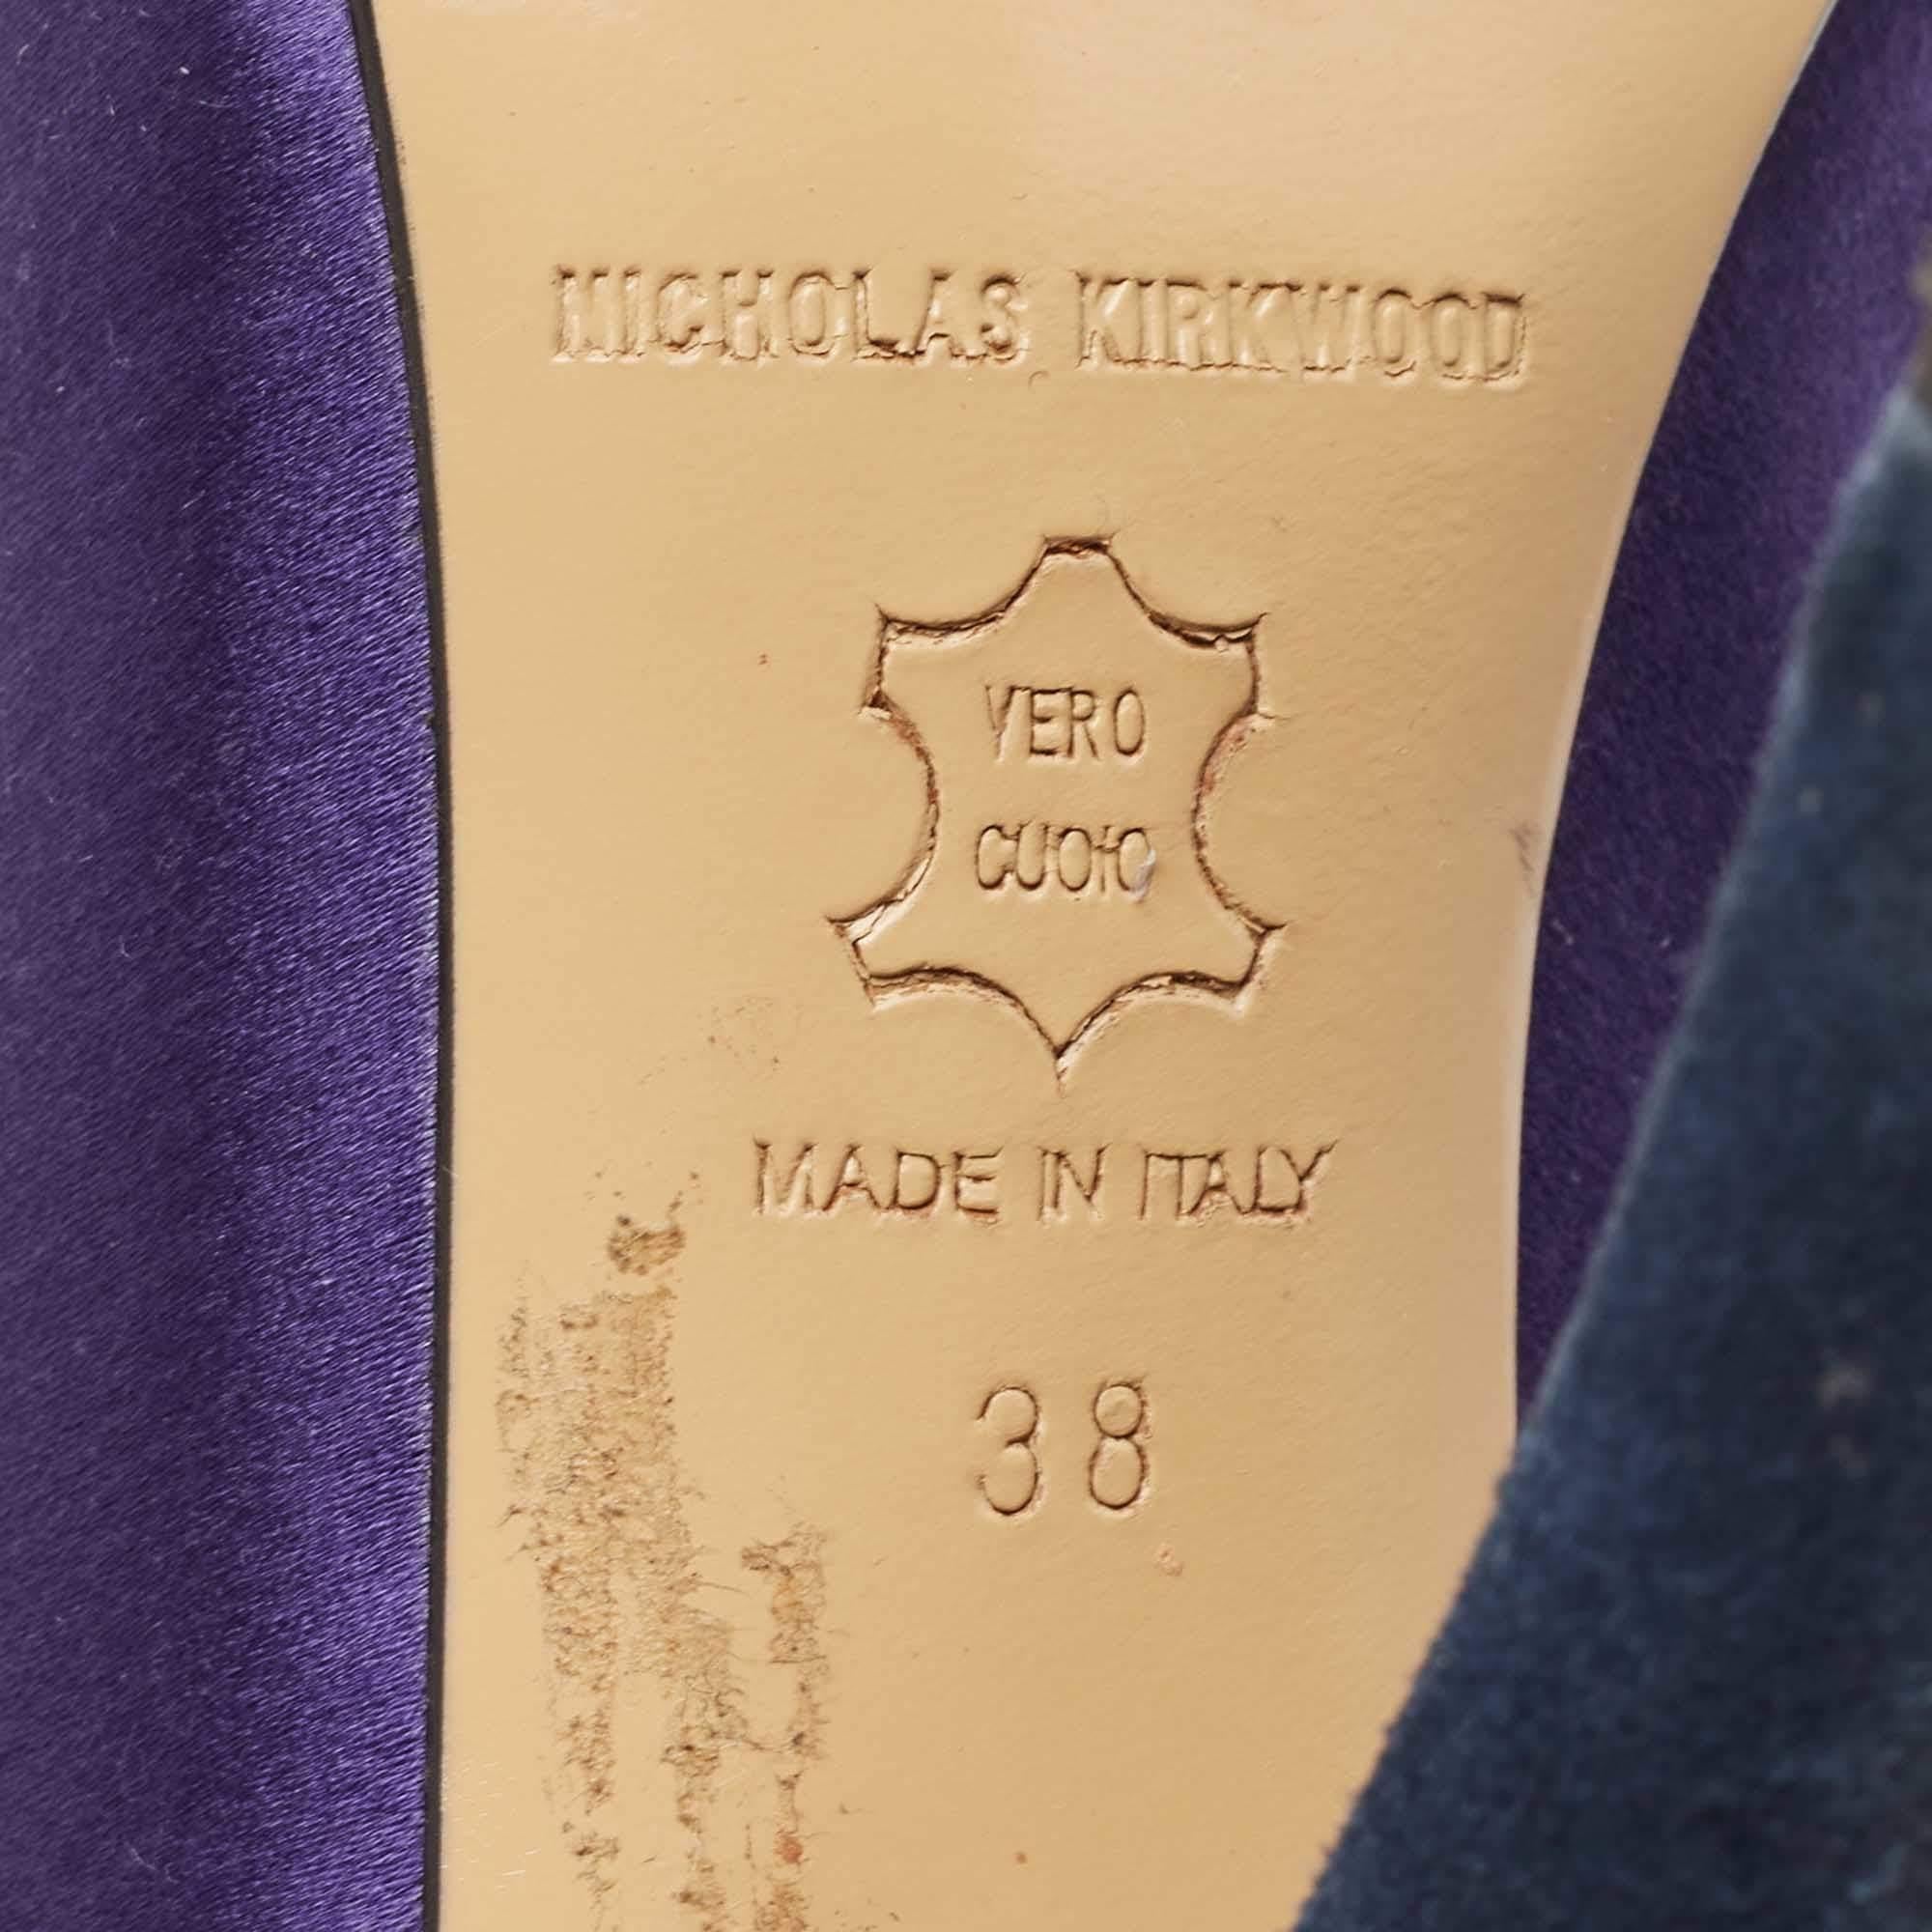 NICHOLAS KIRKWOOD
VERO
CUOIO
MADE IN ITALY
38